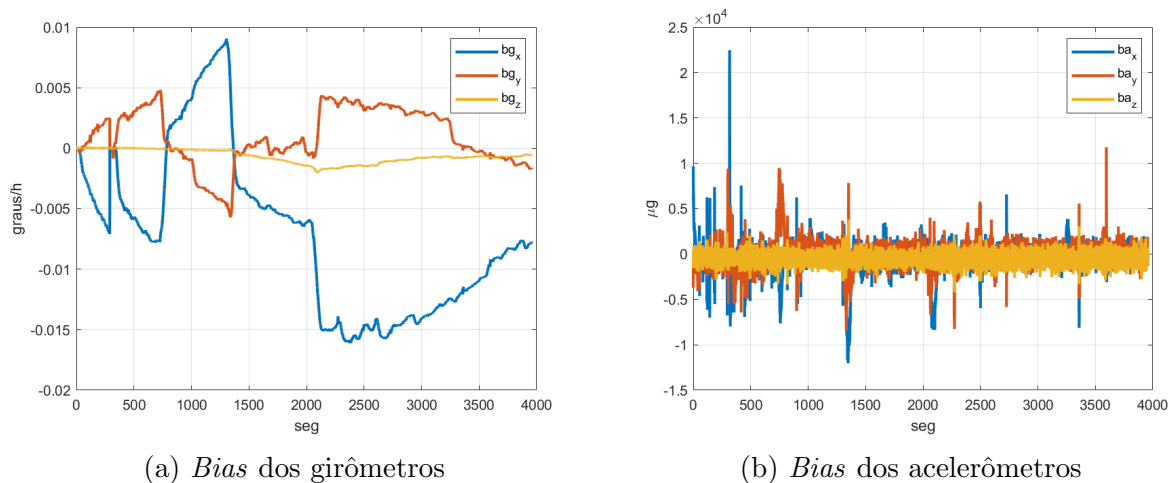 ×10⁴
0.01
0.005
0
-0.005
-0.01
-0.015
-0.02
graus/h
0 500 1000 1500 2000 2500 3000 3500 4000
seg
bg_x
bg_y
bg_z
2.5
2
1.5
1
0.5
0
-0.5
-1
-1.5
μg
0 500 1000 1500 2000 2500 3000 3500 4000
seg
ba_x
ba_y
ba_z
(a) Bias dos girômetros
(b) Bias dos acelerômetros